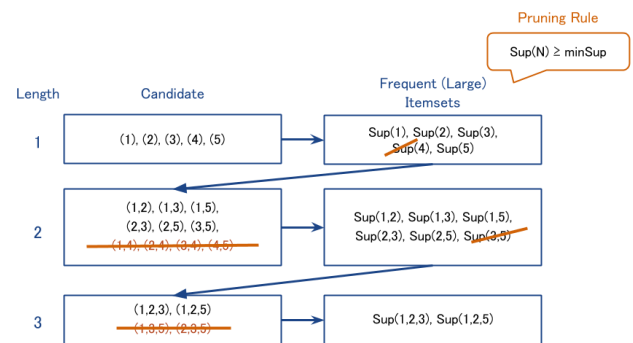 Pruning Rule
Sup(N) ≥ minSup
Length
Candidate
Frequent (Large)
Itemsets
1
(1), (2), (3), (4), (5)
Sup(1), Sup(2), Sup(3),
Sup(4), Sup(5)
2
(1,2), (1,3), (1,5),
(2,3), (2,5), (3,5),
(1,4), (2,4), (3,4), (4,5)
Sup(1,2), Sup(1,3), Sup(1,5),
Sup(2,3), Sup(2,5), Sup(3,5)
3
(1,2,3), (1,2,5)
(1,3,5), (2,3,5)
Sup(1,2,3), Sup(1,2,5)